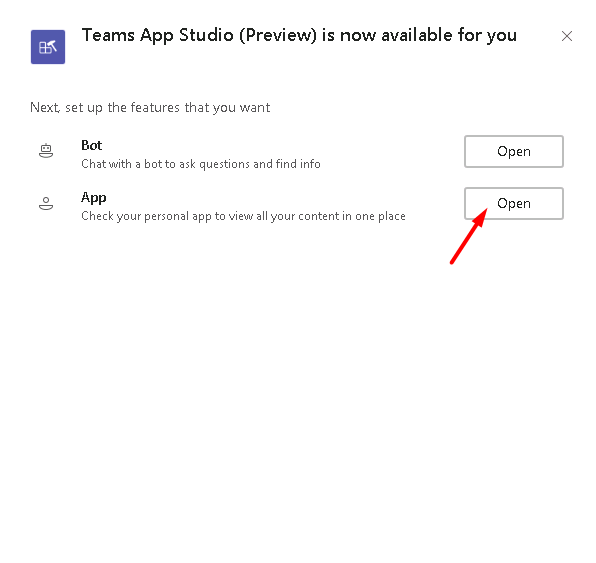 Teams App Studio (Preview) is now available for you
Next, set up the features that you want
Bot
Chat with a bot to ask questions and find info
Open
App
Check your personal app to view all your content in one place
Open